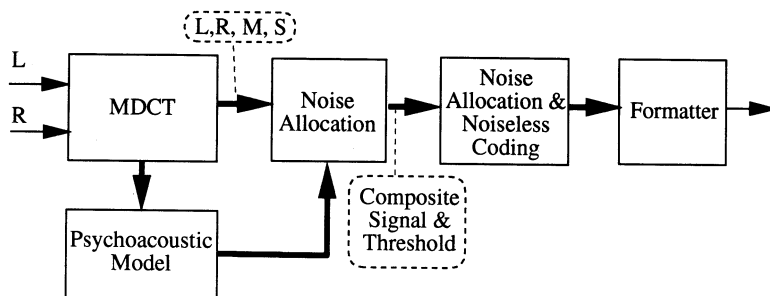 L,R, M, S
L
R
MDCT
Noise
Allocation
Noise
Allocation &
Noiseless
Coding
Formatter
Composite
Signal &
Threshold
Psychoacoustic
Model